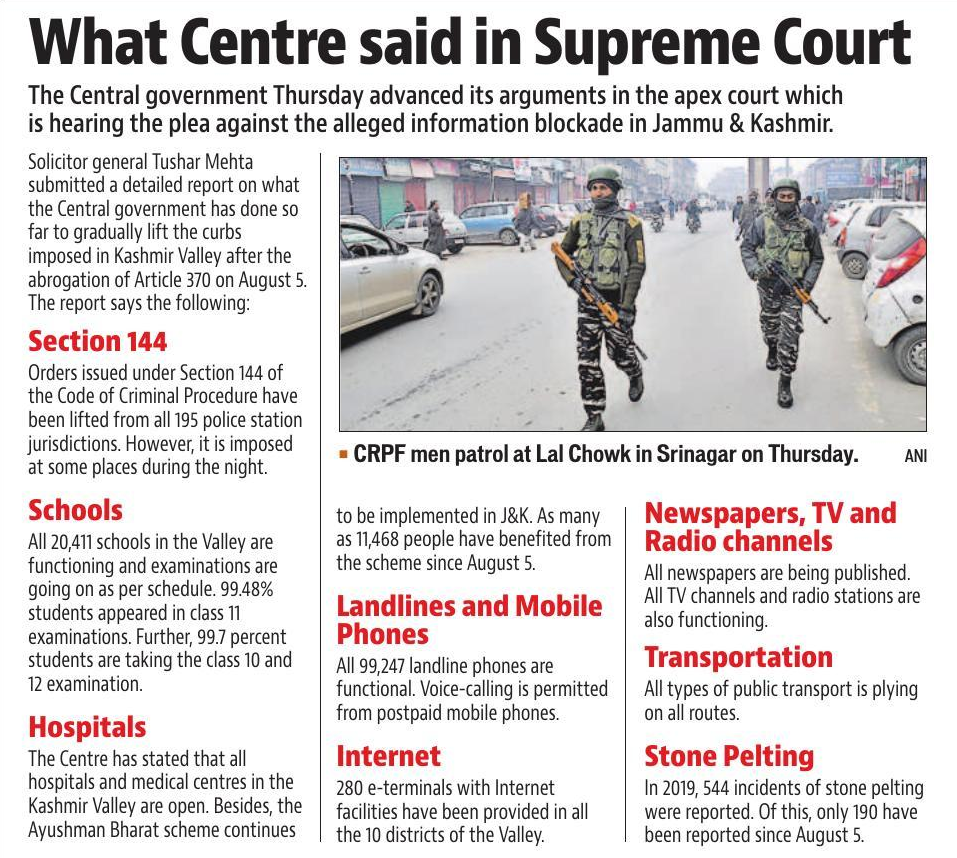 What Centre said in Supreme Court
The Central government Thursday advanced its arguments in the apex court which
is hearing the plea against the alleged information blockade in Jammu & Kashmir.
Solicitor general Tushar Mehta
submitted a detailed report on what
the Central government has done so
far to gradually lift the curbs
imposed in Kashmir Valley after the
abrogation of Article 370 on August 5.
The report says the following:
Section 144
Orders issued under Section 144 of
the Code of Criminal Procedure have
been lifted from all 195 police station
jurisdictions. However, it is imposed
at some places during the night.
Schools
All 20,411 schools in the Valley are
functioning and examinations are
going on as per schedule. 99.48%
students appeared in class 11
examinations. Further, 99.7 percent
students are taking the class 10 and
12 examination.
Hospitals
The Centre has stated that all
hospitals and medical centres in the
Kashmir Valley are open. Besides, the
Ayushman Bharat scheme continues
■ CRPF men patrol at Lal Chowk in Srinagar on Thursday. ANI
to be implemented in J&K. As many
as 11,468 people have benefited from
the scheme since August 5.
Landlines and Mobile
Phones
All 99,247 landline phones are
functional. Voice-calling is permitted
from postpaid mobile phones.
Internet
280 e-terminals with Internet
facilities have been provided in all
the 10 districts of the Valley.
Newspapers, TV and
Radio channels
All newspapers are being published.
All TV channels and radio stations are
also functioning.
Transportation
All types of public transport is plying
on all routes.
Stone Pelting
In 2019, 544 incidents of stone pelting
were reported. Of this, only 190 have
been reported since August 5.